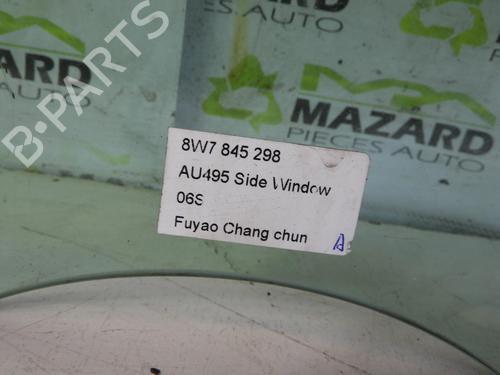 MAZARD
PIECES AUTO
MAZARD
PIECES AUTO
B-PARTS
8W7 845 298
AU495 Side Window
06S
Fuyao Chang chun
A